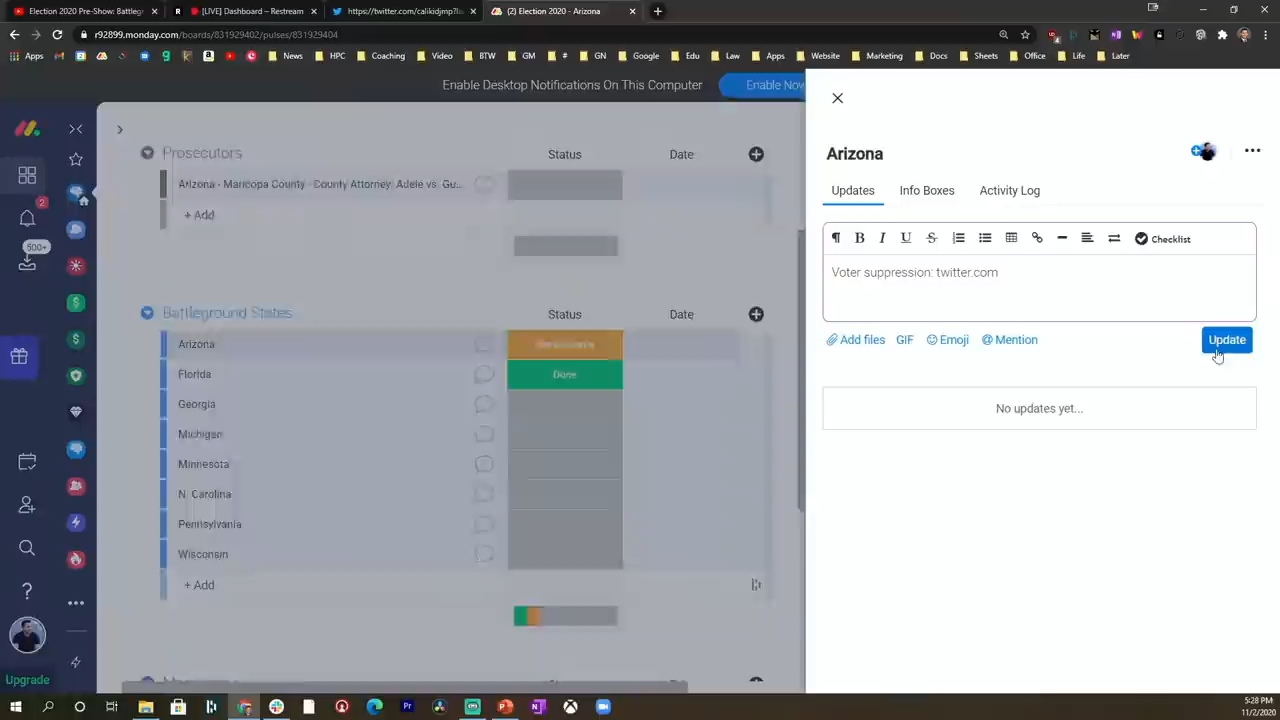 Election 2020 Pre-Show: Battlegr
[LIVE] Dashboard – Restream
https://twitter.com/calikidjmp?la
(2) Election 2020 - Arizona
r92899.monday.com/boards/831929402/pulses/831929404
Apps
News
HPC
Coaching
Video
BTW
GM
#
GN
Google
Edu
Law
Apps
Website
Marketing
Docs
Sheets
Office
Life
Later
Enable Desktop Notifications On This Computer
Enable Now
Prosecutors
Status
Date
Arizona - Maricopa County - County Attorney: Adele vs. Gu...
+ Add
Battleground States
Status
Date
Arizona
Florida
Done
Georgia
Michigan
Minnesota
N. Carolina
Pennsylvania
Wisconsin
+ Add
2
500+
Upgrade
Arizona
Updates
Info Boxes
Activity Log
Checklist
Voter suppression: twitter.com
Add files
GIF
Emoji
Mention
Update
No updates yet...
5:28 PM
11/2/2020